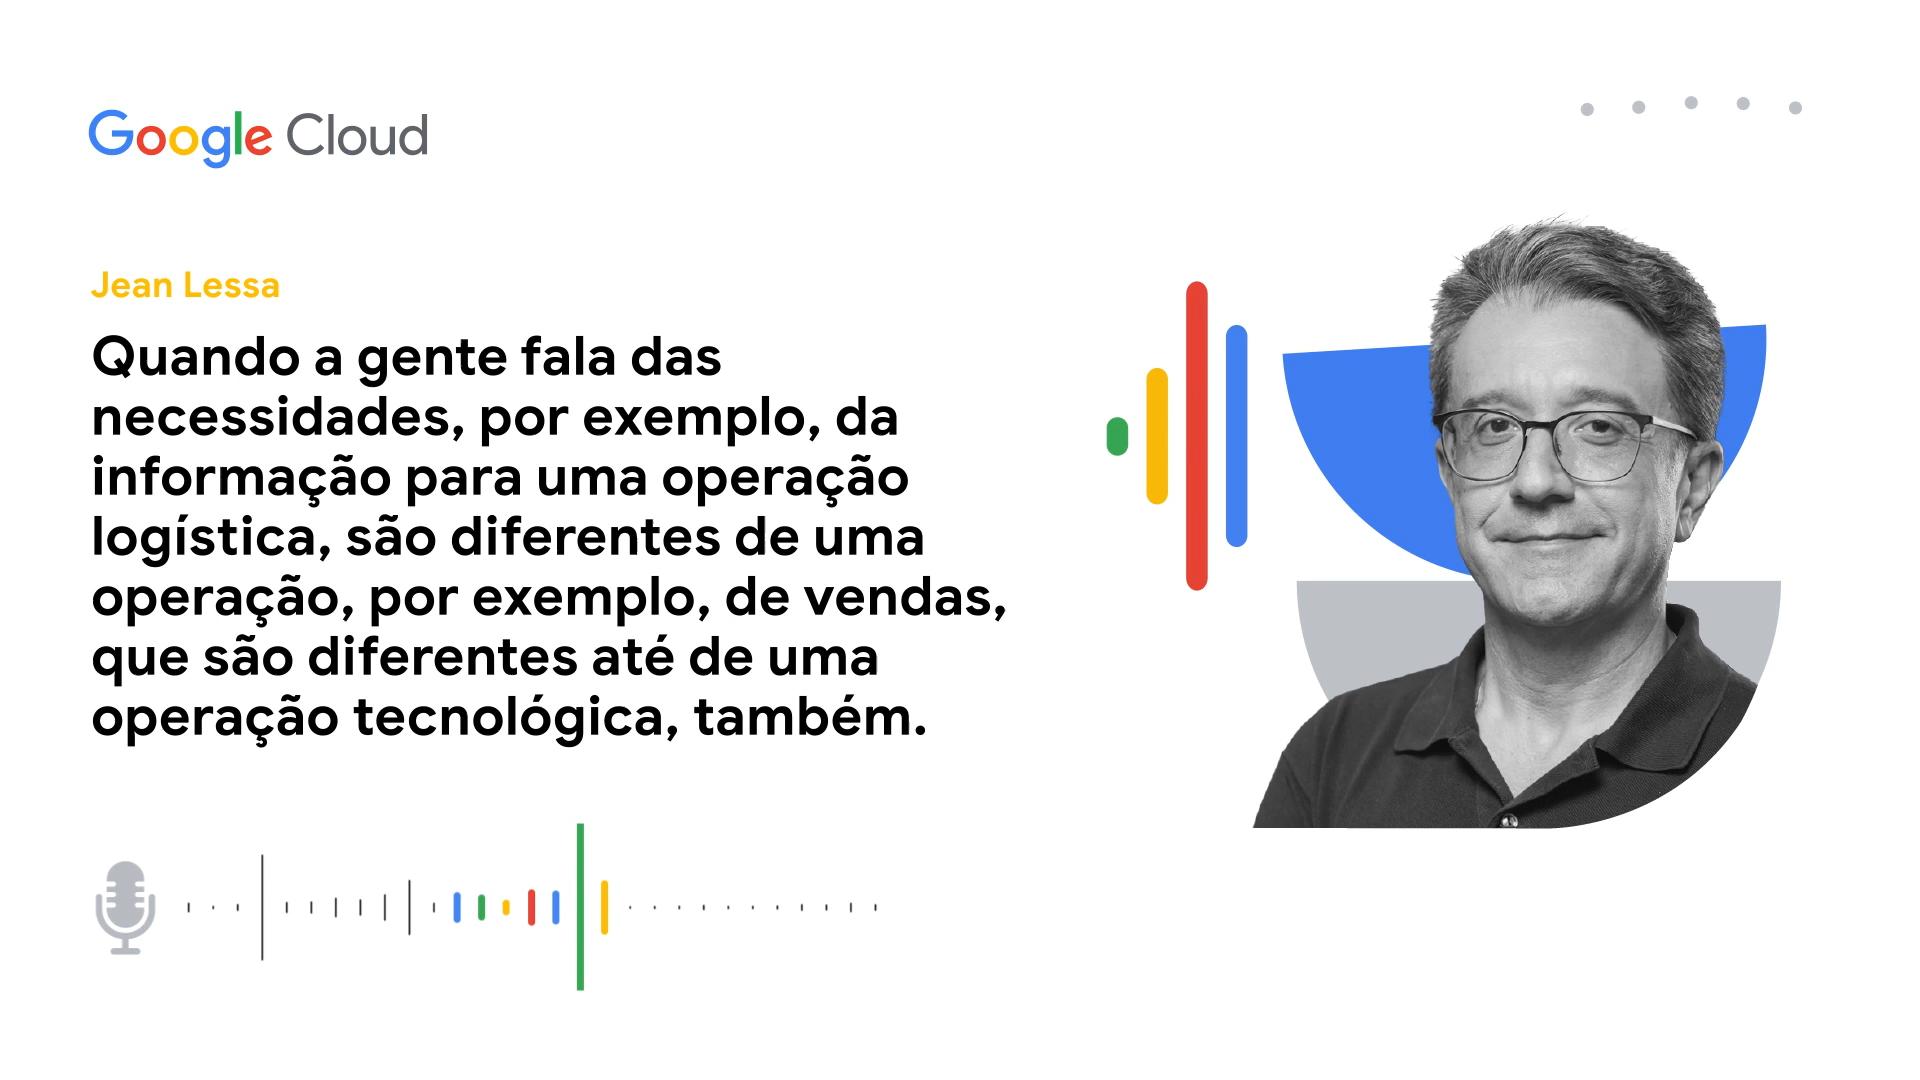 Google Cloud
Jean Lessa
Quando a gente fala das
necessidades, por exemplo, da
informação para uma operação
logística, são diferentes de uma
operação, por exemplo, de vendas,
que são diferentes até de uma
operação tecnológica, também.